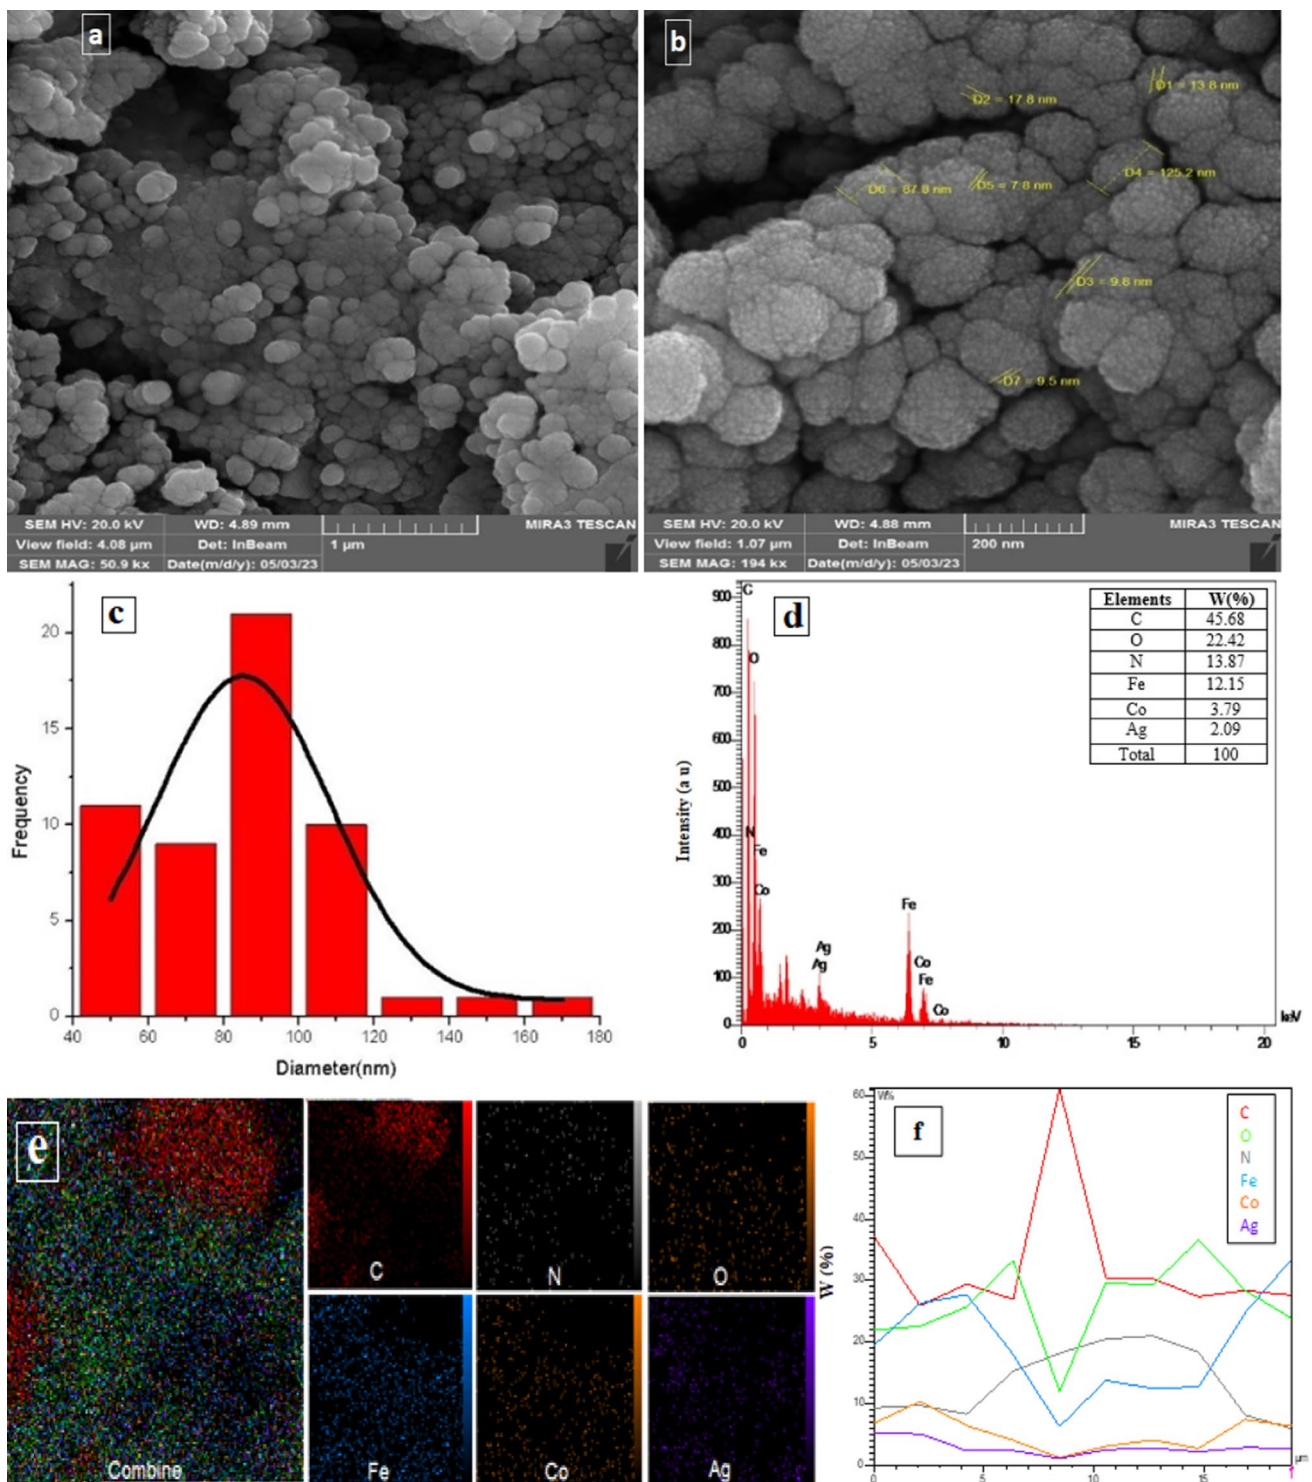 a
SEM HV: 20.0 kV
WD: 4.89 mm
MIRA3 TESCAN
View field: 4.08 µm
Det: InBeam
1 µm
SEM MAG: 50.9 kx
Date(m/d/y): 05/03/23
b
D1 = 13.8 nm
D2 = 17.8 nm
D4 = 125.2 nm
D5 = 7.8 nm
D3 = 9.8 nm
D7 = 9.5 nm
SEM HV: 20.0 kV
WD: 4.88 mm
MIRA3 TESCAN
View field: 1.07 µm
Det: InBeam
200 nm
SEM MAG: 194 kx
Date(m/d/y): 05/03/23
c
20
15
10
5
0
Frequency
40 60 80 100 120 140 160 180
Diameter(nm)
d
Elements W(%)
C 45.68
O 22.42
N 13.87
Fe 12.15
Co 3.79
Ag 2.09
Total 100
900
800
700
600
500
400
300
200
100
0
Intensity (a u)
C
O
N
Fe
Co
Ag
Ag
Fe
Co
Fe
Co
0 5 10 15 20
keV
e
Combine
C
N
O
Fe
Co
Ag
f
W%
60
50
40
30
20
10
0
W (%)
C
O
N
Fe
Co
Ag
0 5 10 15
µm